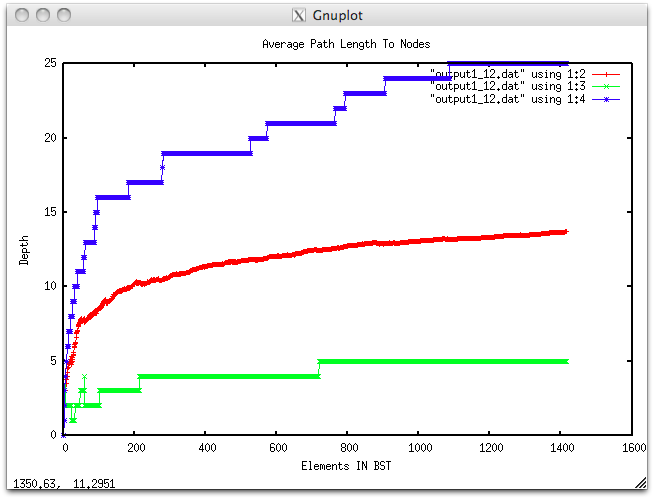 Gnuplot
Average Path Length To Nodes
25
20
15
10
5
0
Depth
"output1_12.dat" using 1:2
"output1_12.dat" using 1:3
"output1_12.dat" using 1:4
0 200 400 600 800 1000 1200 1400 1600
Elements IN BST
1350.63, 11.2951